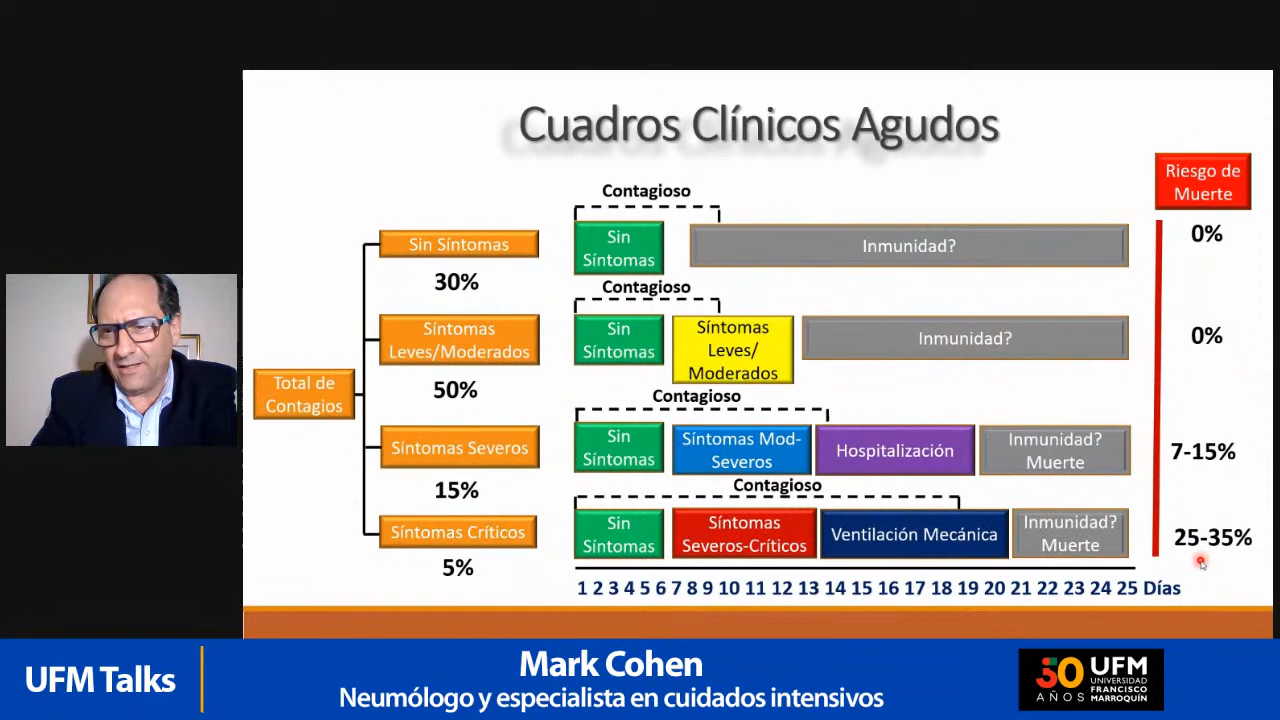 Cuadros Clínicos Agudos
Riesgo de
Muerte
Contagioso
Sin Síntomas
30%
Sin
Síntomas
Inmunidad?
0%
Contagioso
Síntomas
Leves/Moderados
50%
Sin
Síntomas
Síntomas
Leves/
Moderados
Inmunidad?
0%
Total de
Contagios
Contagioso
Síntomas Severos
15%
Sin
Síntomas
Síntomas Mod-
Severos
Hospitalización
Inmunidad?
Muerte
7-15%
Contagioso
Síntomas Críticos
5%
Sin
Síntomas
Síntomas
Severos-Críticos
Ventilación Mecánica
Inmunidad?
Muerte
25-35%
1 2 3 4 5 6 7 8 9 10 11 12 13 14 15 16 17 18 19 20 21 22 23 24 25 Días
UFM Talks
Mark Cohen
Neumólogo y especialista en cuidados intensivos
50
AÑOS
UFM
UNIVERSIDAD
FRANCISCO
MARROQUÍN